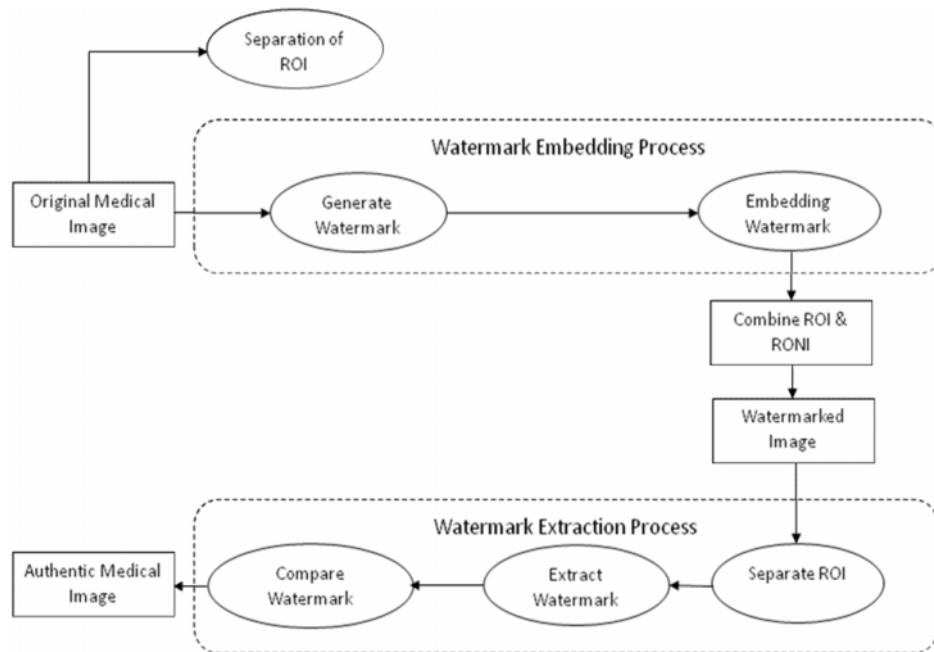 Separation of
ROI
Watermark Embedding Process
Original Medical
Image
Generate
Watermark
Embedding
Watermark
Combine ROI &
RONI
Watermarked
Image
Watermark Extraction Process
Authentic Medical
Image
Compare
Watermark
Extract
Watermark
Separate ROI